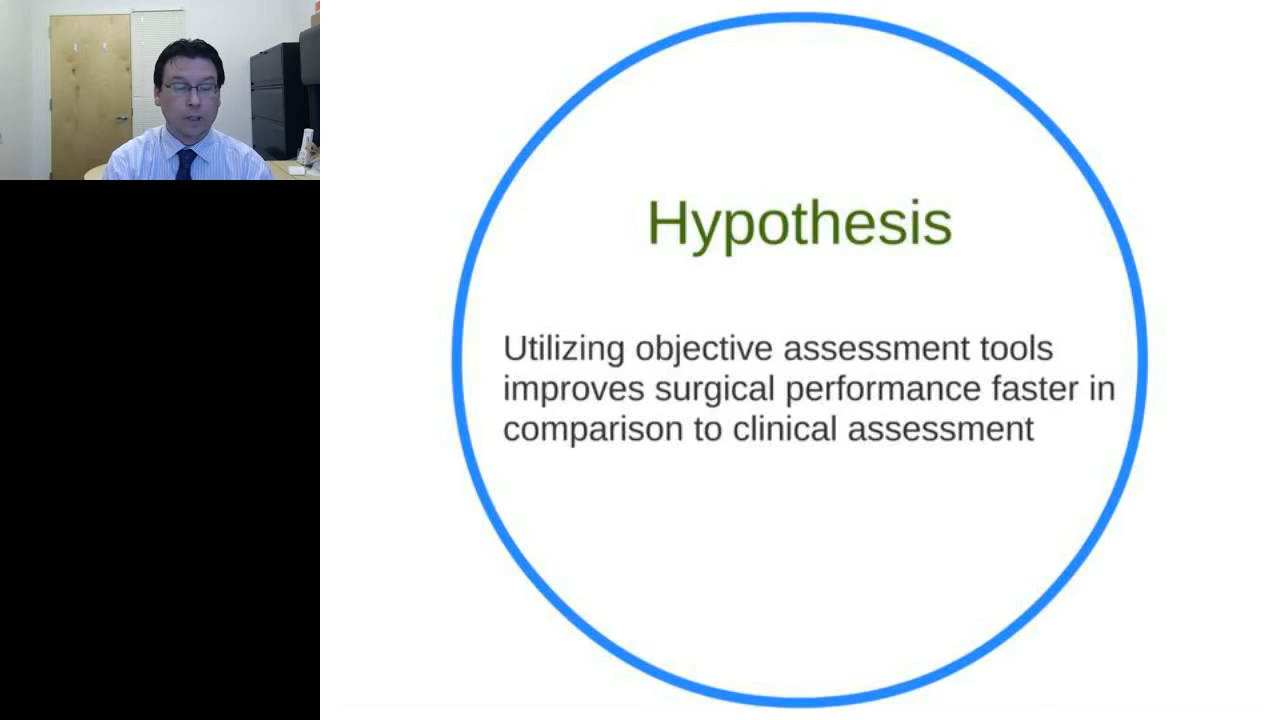 Hypothesis
Utilizing objective assessment tools
improves surgical performance faster in
comparison to clinical assessment